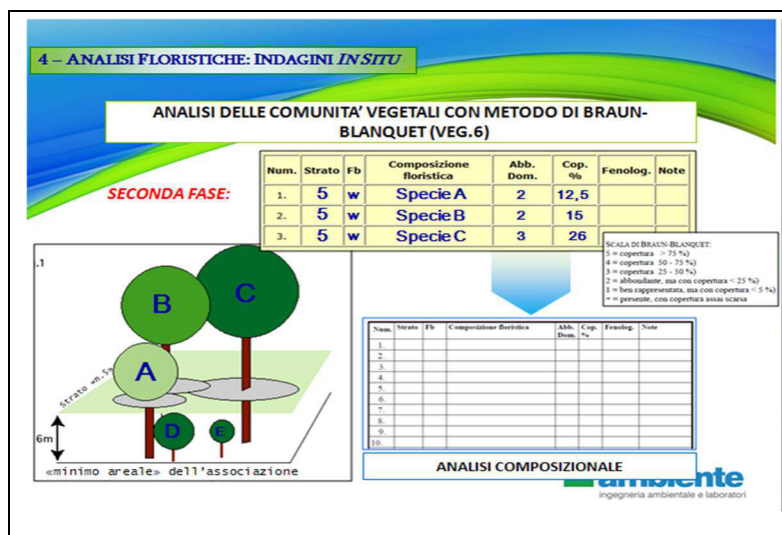 4 – ANALISI FLORISTICHE: INDAGINI IN SITU
ANALISI DELLE COMUNITA' VEGETALI CON METODO DI BRAUN-
BLANQUET (VEG.6)
SECONDA FASE:
Num. Strato Fb Composizione floristica Abb. Dom. Cop. % Fenolog. Note
1. 5 w Specie A 2 12,5
2. 5 w Specie B 2 15
3. 5 w Specie C 3 26
SCALA DI BRAUN-BLANQUET:
5 = copertura > 75 %)
4 = copertura 50 - 75 %)
3 = copertura 25 - 50 %)
2 = abbondante, ma con copertura < 25 %)
1 = ben rappresentata, ma con copertura < 5 %)
+ = presente, con copertura assai scarsa
.1
B
C
A
Strato «n.5»
D
E
6m
«minimo areale» dell'associazione
Num. Strato Fb Composizione floristica Abb. Dom. Cop. % Fenolog. Note
1.
2.
3.
4.
5.
6.
7.
8.
9.
10.
ANALISI COMPOSIZIONALE
ambiente
ingegneria ambientale e laboratori